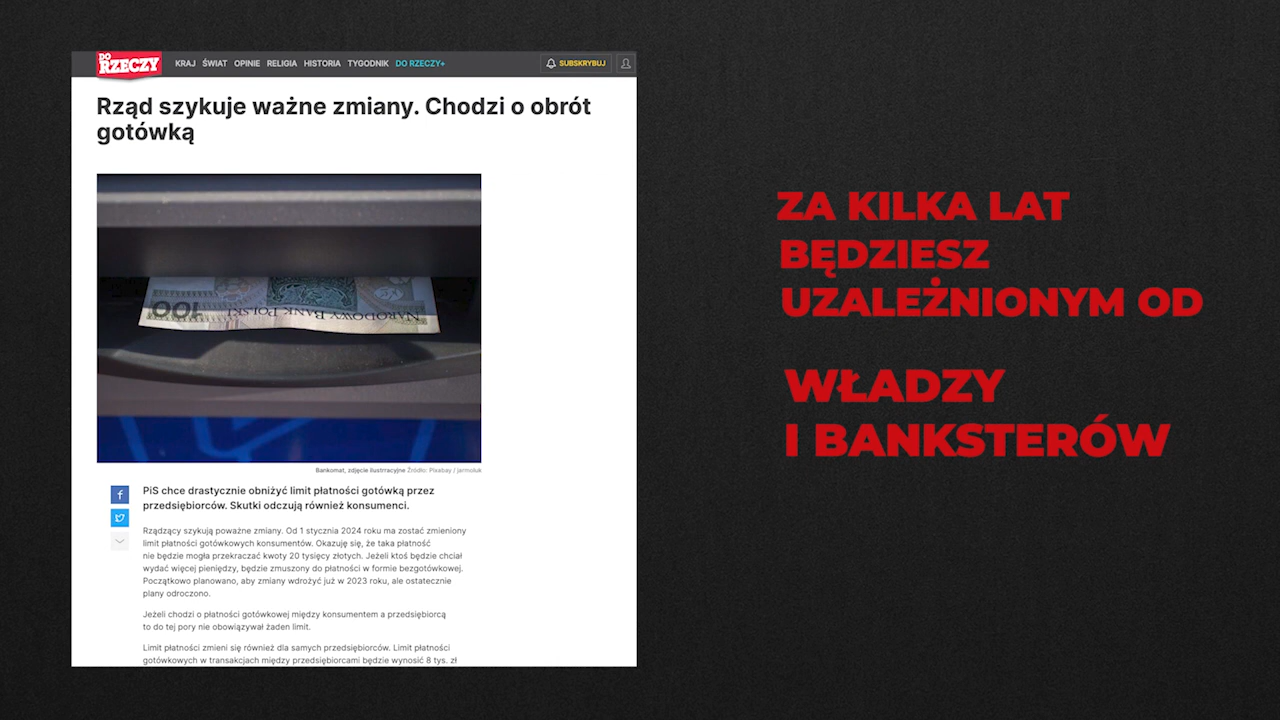 DO RZECZY
KRAJ ŚWIAT OPINIE RELIGIA HISTORIA TYGODNIK DO RZECZY+
SUBSKRYBUJ
Rząd szykuje ważne zmiany. Chodzi o obrót
gotówką
100
NARODOWY BANK POLSKI
Bankomat, zdjęcie ilustracyjne Źródło: Pixabay / jarmoluk
f
PiS chce drastycznie obniżyć limit płatności gotówką przez
przedsiębiorców. Skutki odczują również konsumenci.
Rządzący szykują poważne zmiany. Od 1 stycznia 2024 roku ma zostać zmieniony
limit płatności gotówkowych konsumentów. Okazuję się, że taka płatność
nie będzie mogła przekraczać kwoty 20 tysięcy złotych. Jeżeli ktoś będzie chciał
wydać więcej pieniędzy, będzie zmuszony do płatności w formie bezgotówkowej.
Początkowo planowano, aby zmiany wdrożyć już w 2023 roku, ale ostatecznie
plany odroczono.
Jeżeli chodzi o płatności gotówkowej między konsumentem a przedsiębiorcą
to do tej pory nie obowiązywał żaden limit.
Limit płatności zmieni się również dla samych przedsiębiorców. Limit płatności
gotówkowych w transakcjach między przedsiębiorcami będzie wynosić 8 tys. zł
ZA KILKA LAT
BĘDZIESZ
UZALEŻNIONYM OD
WŁADZY
I BANKSTERÓW